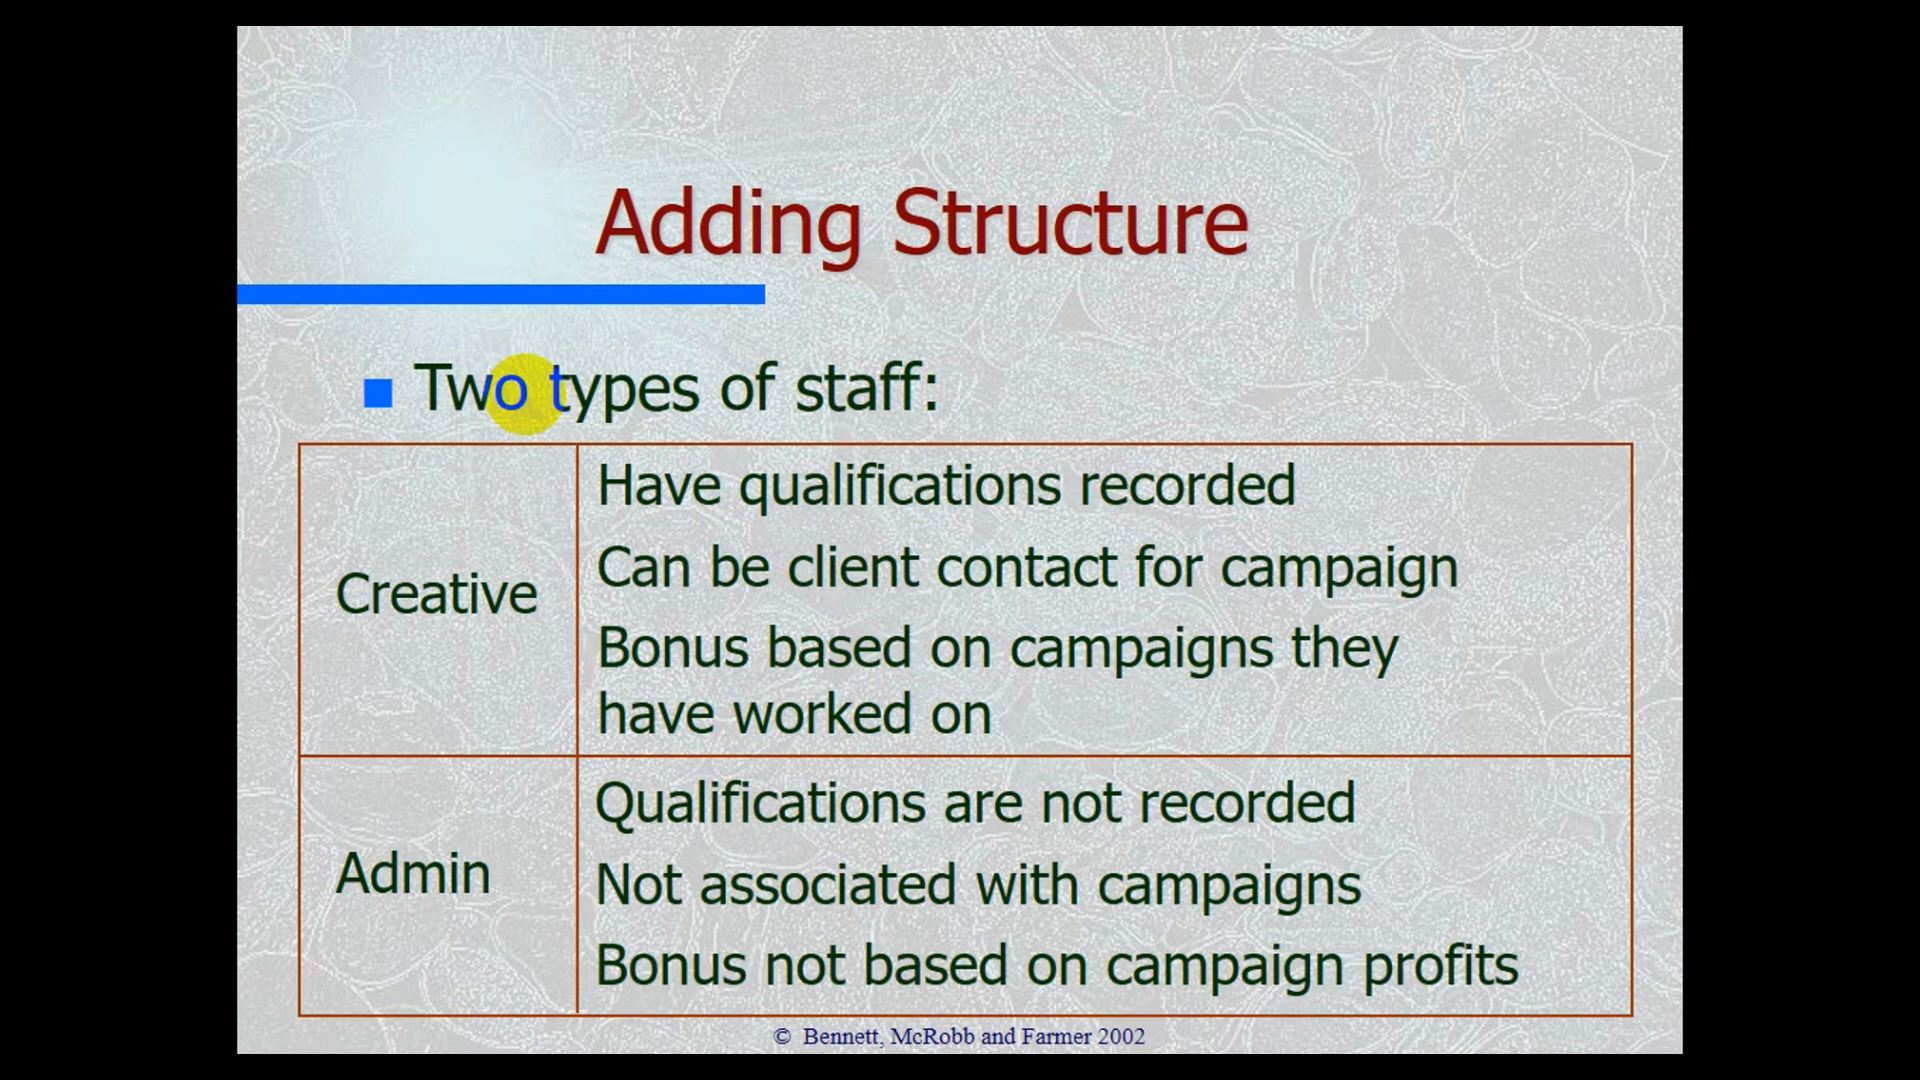 Adding Structure
Two types of staff:
Creative
Have qualifications recorded
Can be client contact for campaign
Bonus based on campaigns they
have worked on
Admin
Qualifications are not recorded
Not associated with campaigns
Bonus not based on campaign profits
© Bennett, McRobb and Farmer 2002